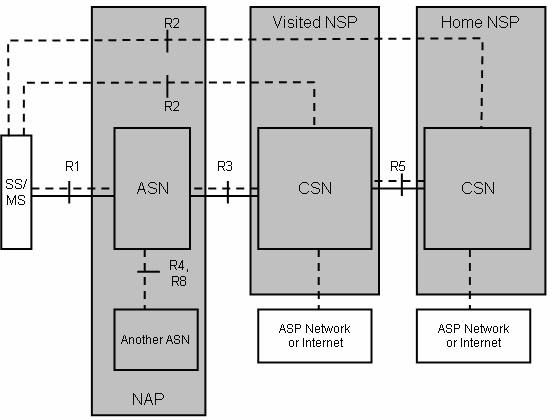 R2
Visited NSP
Home NSP
R2
R1
R3
R5
SS/
MS
ASN
CSN
CSN
R4,
R8
Another ASN
ASP Network
or Internet
ASP Network
or Internet
NAP